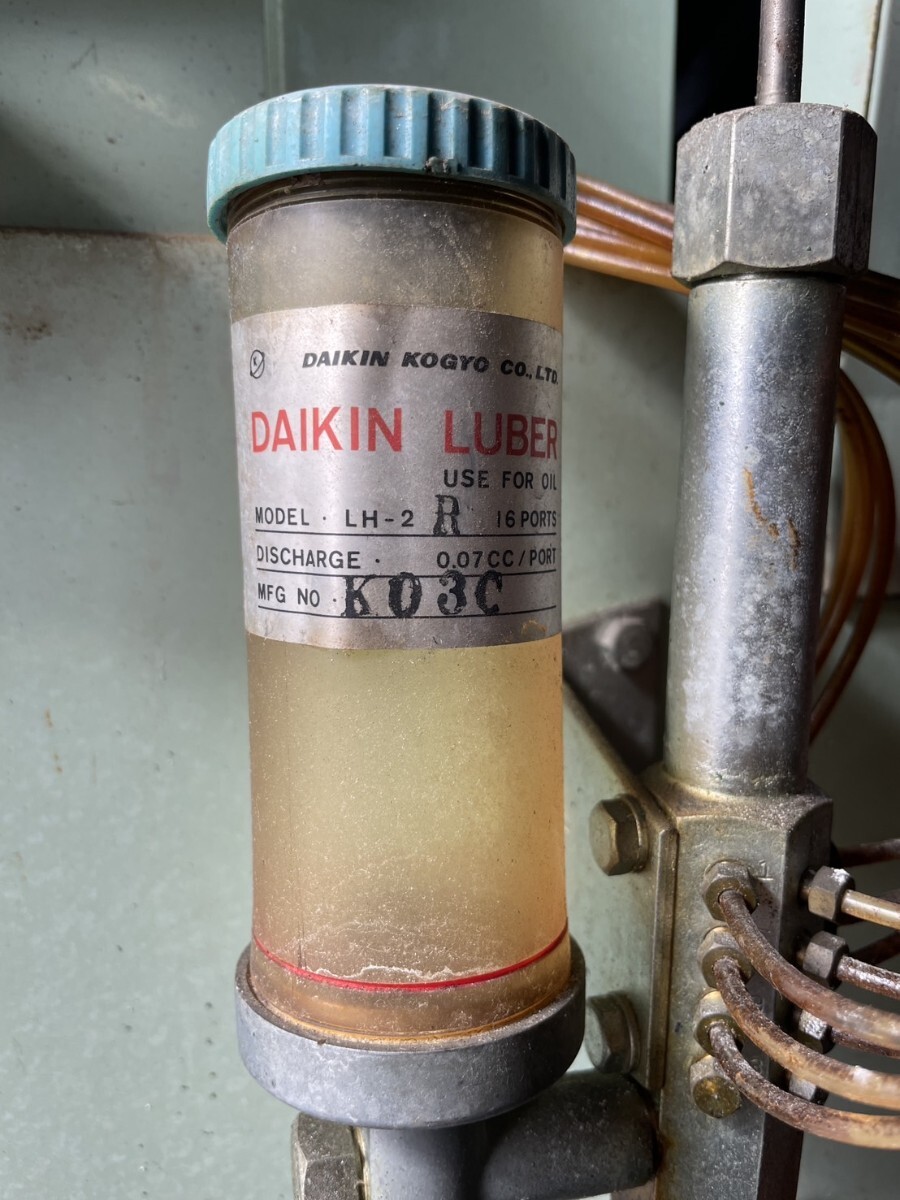 DAIKIN KOGYO CO., LTD.
DAIKIN LUBER
USE FOR OIL
MODEL · LH-2 R 16 PORTS
DISCHARGE · 0.07CC / PORT
MFG NO · K03C
1